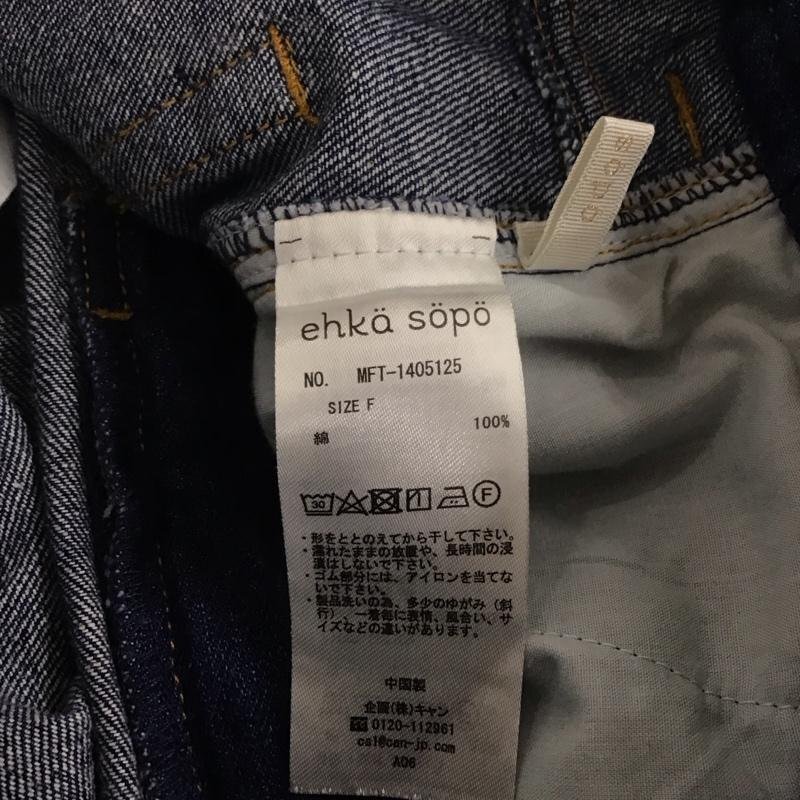 sopo
ehkä söpö
NO. MFT-1405125
SIZE F
綿 100%
30 F
・形をととのえてから干して下さい。
・濡れたままの放置や、長時間の浸
漬はしないで下さい。
・ゴム部分には、アイロンを当てな
いで下さい。
・製品洗いの為、多少のゆがみ（斜
行）、一着毎に表情、風合い、サ
イズなどの違いがあります。
中国製
企画(株)キャン
0120-112961
cs1@can-jp.com
A06